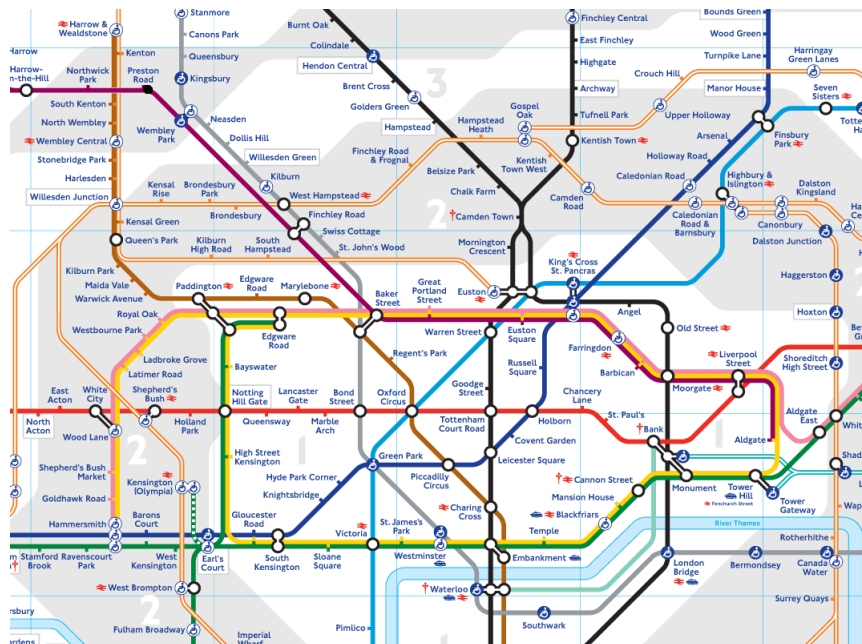 Stanmore
Canons Park
Queensbury
Kingsbury
Harrow &
Wealdstone
Kenton
Harrow
Harrow-
on-the-Hill
Northwick
Park
Preston
Road
South Kenton
North Wembley
Wembley Central
Stonebridge Park
Harlesden
Willesden Junction
Kensal Green
Queen's Park
Wembley
Park
Neasden
Dollis Hill
Willesden Green
Kilburn
West Hampstead
Finchley Road
Swiss Cottage
St. John's Wood
Kensal
Rise
Brondesbury
Park
Brondesbury
Kilburn
High Road
South
Hampstead
Burnt Oak
Colindale
Hendon Central
Brent Cross
Golders Green
Hampstead
Hampstead
Heath
Finchley Road
& Frognal
Belsize Park
Chalk Farm
Camden Town
Mornington
Crescent
Euston
3
2
Finchley Central
East Finchley
Highgate
Archway
Tufnell Park
Kentish Town
Gospel
Oak
Kentish
Town West
Camden
Road
Crouch Hill
Upper Holloway
Bounds Green
Wood Green
Turnpike Lane
Manor House
Harringay
Green Lanes
Seven
Sisters
Arsenal
Finsbury
Park
Holloway Road
Caledonian Road
Highbury &
Islington
Caledonian
Road &
Barnsbury
Dalston
Kingsland
Canonbury
Dalston Junction
Haggerston
Hoxton
Shoreditch
High Street
King's Cross
St. Pancras
Angel
Old Street
Kilburn Park
Maida Vale
Warwick Avenue
Royal Oak
Westbourne Park
Ladbroke Grove
Latimer Road
Paddington
Edgware
Road
Marylebone
Baker
Street
Great
Portland
Street
Edgware
Road
Bayswater
Regent's Park
Warren Street
Euston
Square
Russell
Square
Farringdon
Barbican
Moorgate
Liverpool
Street
East
Acton
North
Acton
White
City
Wood Lane
Shepherd's
Bush
Holland
Park
Notting
Hill Gate
Queensway
Lancaster
Gate
Marble
Arch
Bond
Street
Oxford
Circus
Goodge
Street
Tottenham
Court Road
Holborn
Chancery
Lane
St. Paul's
Bank
Aldgate
Aldgate
East
1
1
2
Shepherd's Bush
Market
Goldhawk Road
Hammersmith
Kensington
(Olympia)
High Street
Kensington
Hyde Park Corner
Knightsbridge
Green Park
Piccadilly
Circus
Leicester Square
Covent Garden
Charing
Cross
Cannon Street
Mansion House
Blackfriars
Monument
Tower
Hill
Fenchurch Street
Tower
Gateway
River Thames
Barons
Court
Gloucester
Road
Victoria
St. James's
Park
Westminster
Embankment
Temple
Stamford
Brook
Ravenscourt
Park
West
Kensington
Earl's
Court
South
Kensington
Sloane
Square
West Brompton
Fulham Broadway
Imperial
Wharf
Pimlico
Waterloo
Southwark
London
Bridge
Bermondsey
Canada
Water
Rotherhithe
Surrey Quays
2
1